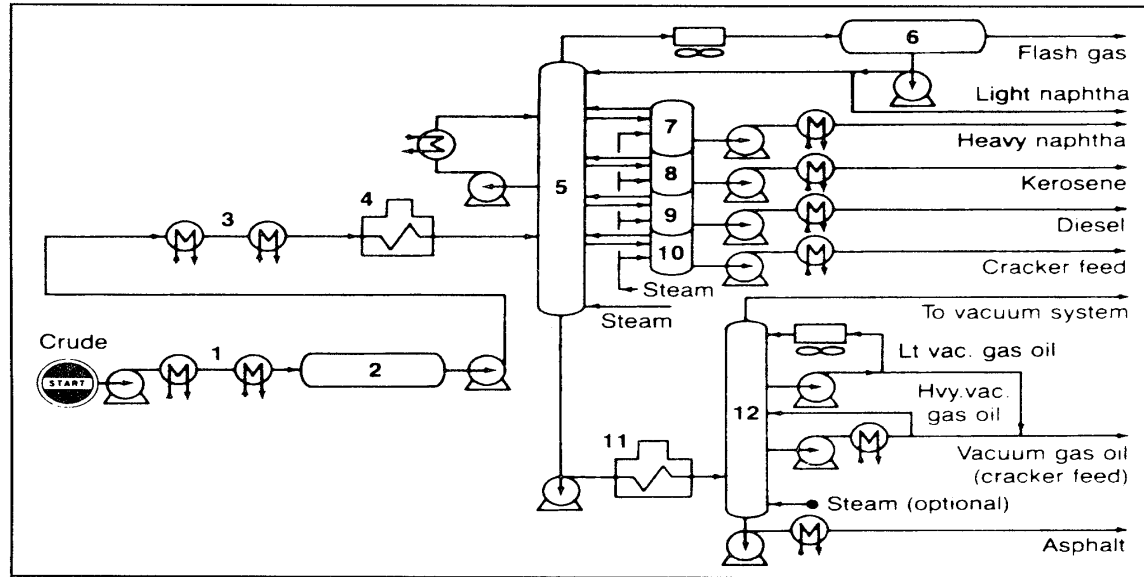 6
Flash gas
Light naphtha
7
Heavy naphtha
8
Kerosene
5
9
Diesel
4
3
10
Cracker feed
Steam
Steam
To vacuum system
Crude
START
1
2
Lt vac. gas oil
Hvy.vac.
gas oil
12
11
Vacuum gas oil
(cracker feed)
Steam (optional)
Asphalt